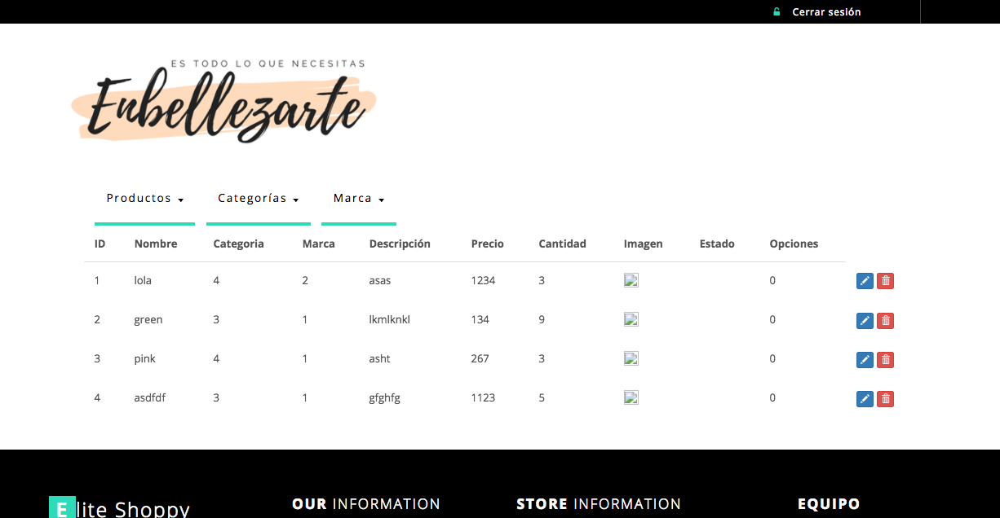 Cerrar sesión
ES TODO LO QUE NECESITAS
Enbellezarte
Productos Categorías Marca
ID Nombre Categoria Marca Descripción Precio Cantidad Imagen Estado Opciones
1 lola 4 2 asas 1234 3 0
2 green 3 1 lkmlknkl 134 9 0
3 pink 4 1 asht 267 3 0
4 asdfdf 3 1 gfghfg 1123 5 0
Elite Shoppy OUR INFORMATION STORE INFORMATION EQUIPO